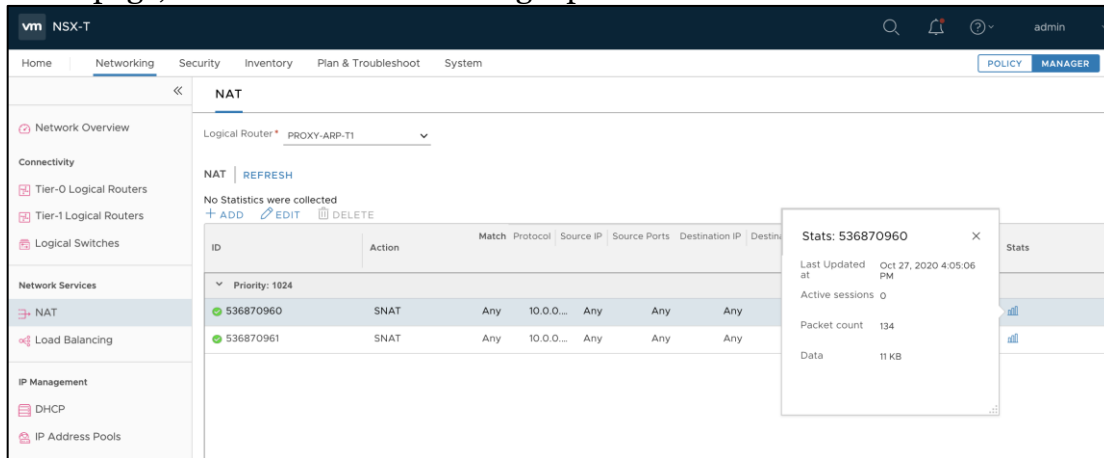 vm NSX-T
admin
Home Networking Security Inventory Plan & Troubleshoot System
POLICY MANAGER
NAT
Network Overview
Logical Router* PROXY-ARP-T1
Connectivity
Tier-0 Logical Routers
Tier-1 Logical Routers
Logical Switches
Network Services
NAT
Load Balancing
IP Management
DHCP
IP Address Pools
NAT REFRESH
No Statistics were collected
+ ADD EDIT DELETE
ID Action Match Protocol Source IP Source Ports Destination IP Destina Stats
Priority: 1024
536870960 SNAT Any 10.0.0.... Any Any Any
536870961 SNAT Any 10.0.0.... Any Any Any
Stats: 536870960
Last Updated at Oct 27, 2020 4:05:06 PM
Active sessions 0
Packet count 134
Data 11 KB